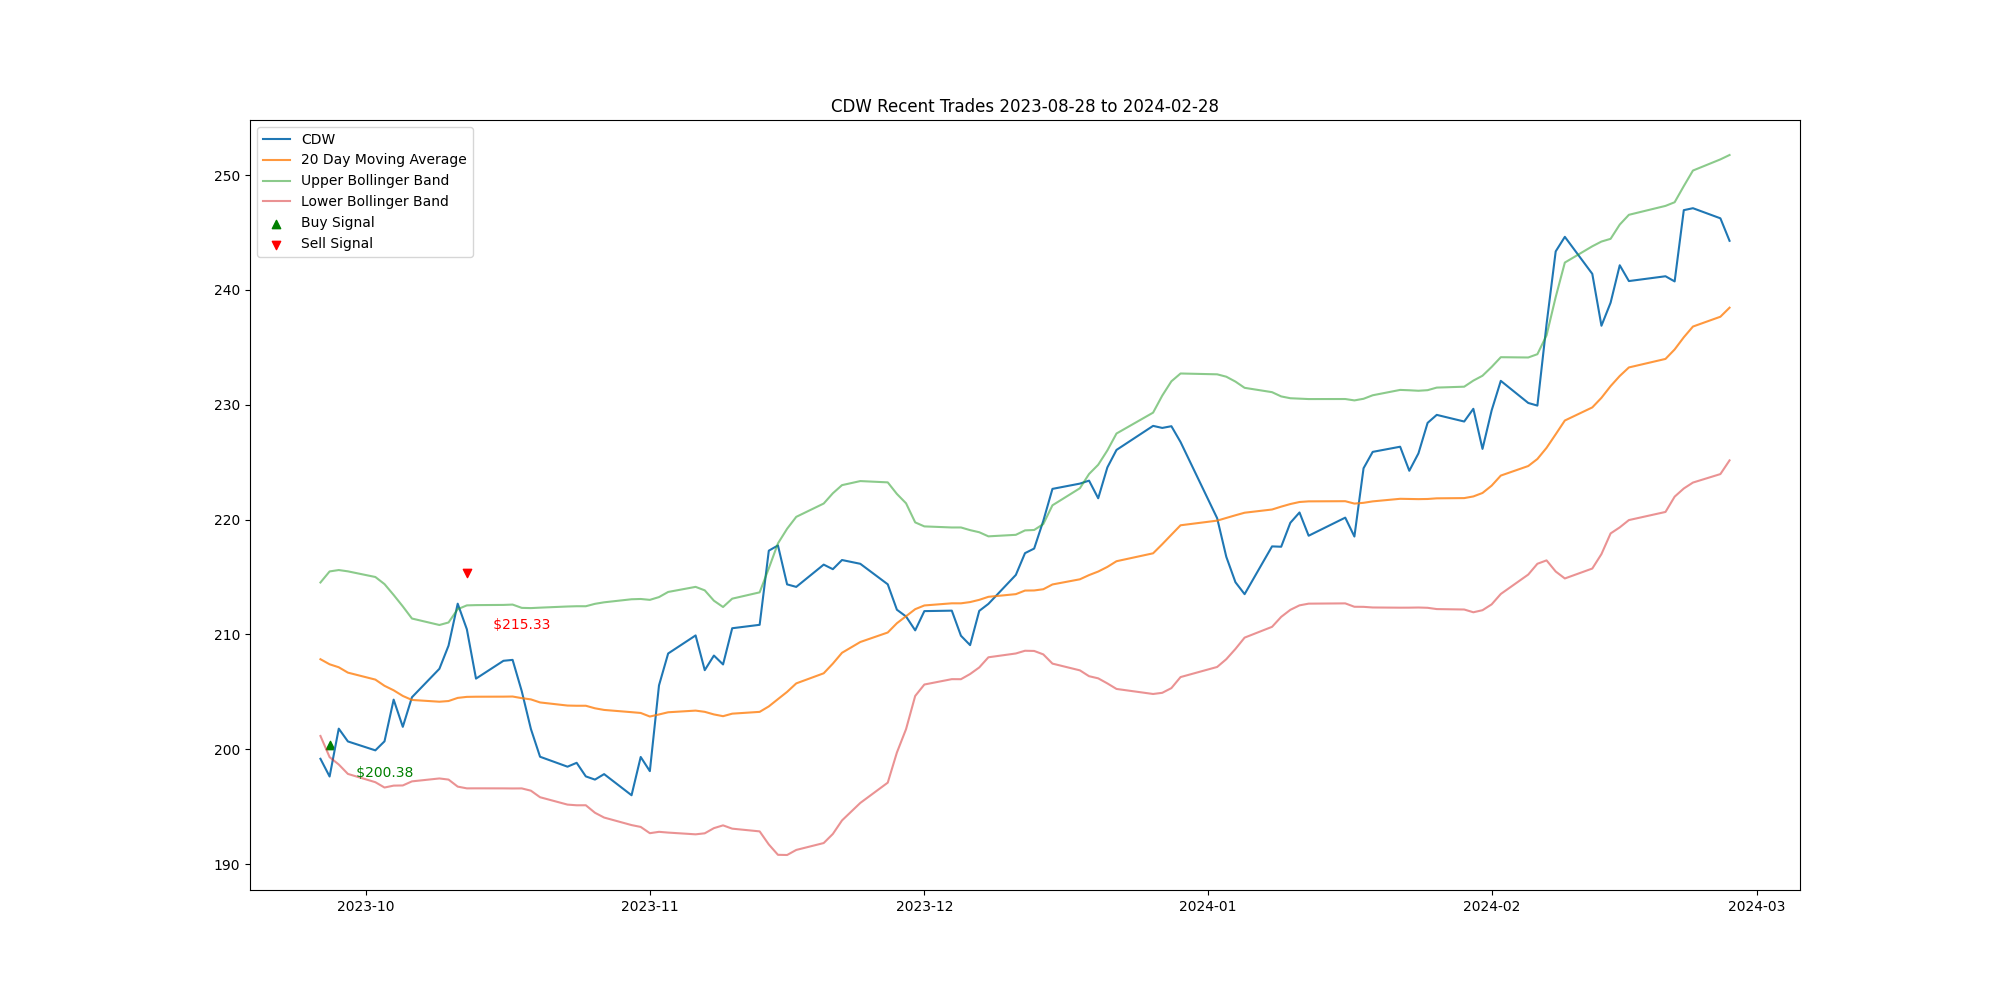 CDW Recent Trades 2023-08-28 to 2024-02-28
CDW
20 Day Moving Average
Upper Bollinger Band
Lower Bollinger Band
Buy Signal
Sell Signal
250
240
230
220
210
200
190
$215.33
$200.38
2023-10
2023-11
2023-12
2024-01
2024-02
2024-03